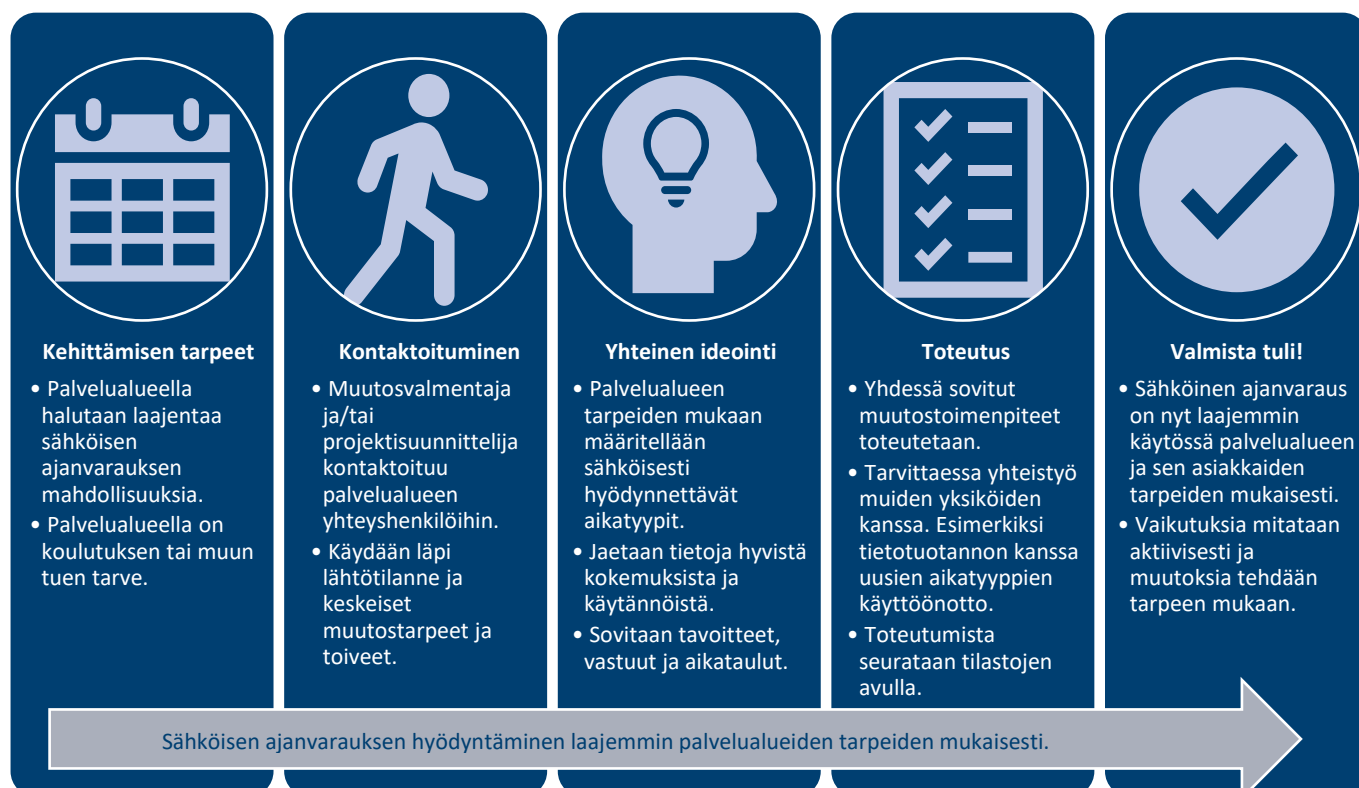 Kehittämisen tarpeet
• Palvelualueella
halutaan laajentaa
sähköisen
ajanvarauksen
mahdollisuuksia.
• Palvelualueella on
koulutuksen tai muun
tuen tarve.
Kontaktoituminen
• Muutosvalmentaja
ja/tai
projektisuunnittelija
kontaktoituu
palvelualueen
yhteyshenkilöihin.
• Käydään läpi
lähtötilanne ja
keskeiset
muutostarpeet ja
toiveet.
Yhteinen ideointi
• Palvelualueen
tarpeiden mukaan
määritellään
sähköisesti
hyödynnettävät
aikatyypit.
• Jaetaan tietoja hyvistä
kokemuksista ja
käytännöistä.
• Sovitaan tavoitteet,
vastuut ja aikataulut.
Toteutus
• Yhdessä sovitut
muutostoimenpiteet
toteutetaan.
• Tarvittaessa yhteistyö
muiden yksiköiden
kanssa. Esimerkiksi
tietotuotannon kanssa
uusien aikatyyppien
käyttöönotto.
• Toteutumista
seurataan tilastojen
avulla.
Valmista tuli!
• Sähköinen ajanvaraus
on nyt laajemmin
käytössä palvelualueen
ja sen asiakkaiden
tarpeiden mukaisesti.
• Vaikutuksia mitataan
aktiivisesti ja
muutoksia tehdään
tarpeen mukaan.
Sähköisen ajanvarauksen hyödyntäminen laajemmin palvelualueiden tarpeiden mukaisesti.